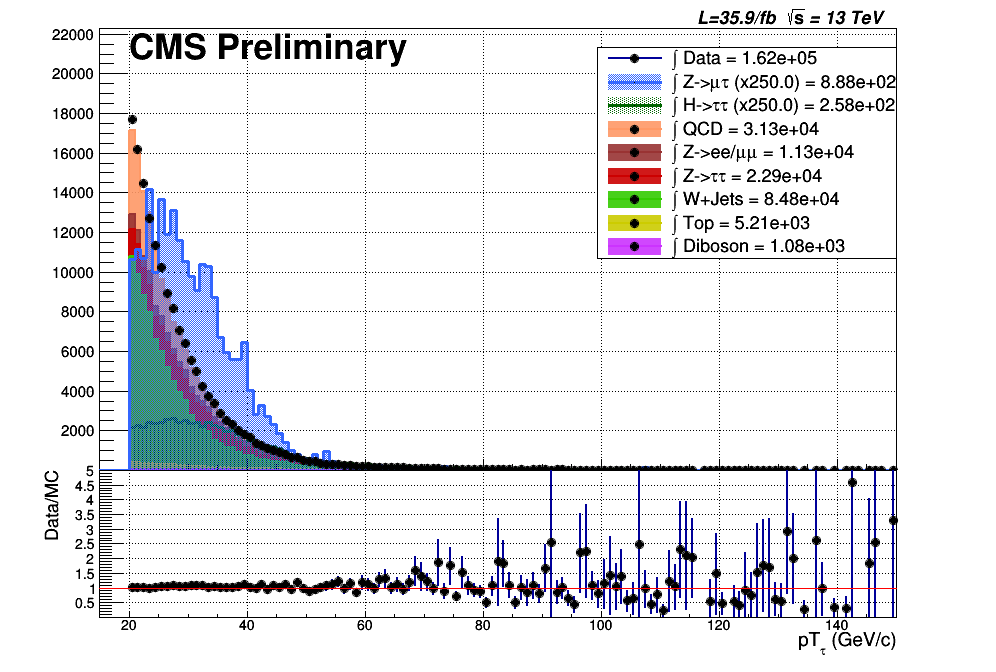 L=35.9/fb √s = 13 TeV
CMS Preliminary
22000
20000
18000
16000
14000
12000
10000
8000
6000
4000
2000
∫ Data = 1.62e+05
∫ Z->μτ (x250.0) = 8.88e+02
∫ H->ττ (x250.0) = 2.58e+02
∫ QCD = 3.13e+04
∫ Z->ee/μμ = 1.13e+04
∫ Z->ττ = 2.29e+04
∫ W+Jets = 8.48e+04
∫ Top = 5.21e+03
∫ Diboson = 1.08e+03
Data/MC
5
4.5
4
3.5
3
2.5
2
1.5
1
0.5
20 40 60 80 100 120 140
pT_τ (GeV/c)